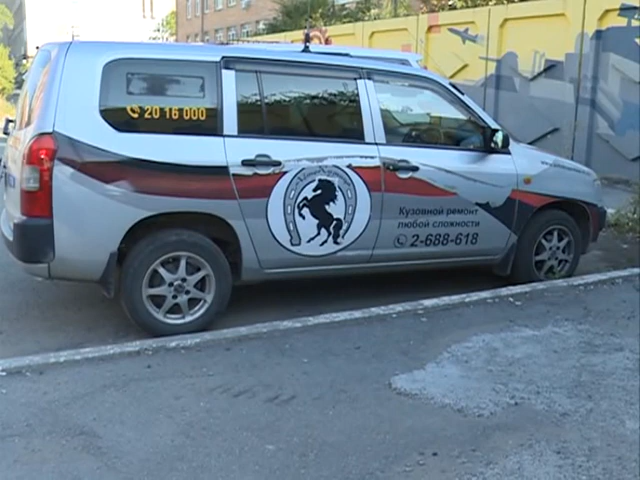 20 16 000
Кузовной ремонт
любой сложности
2-688-618